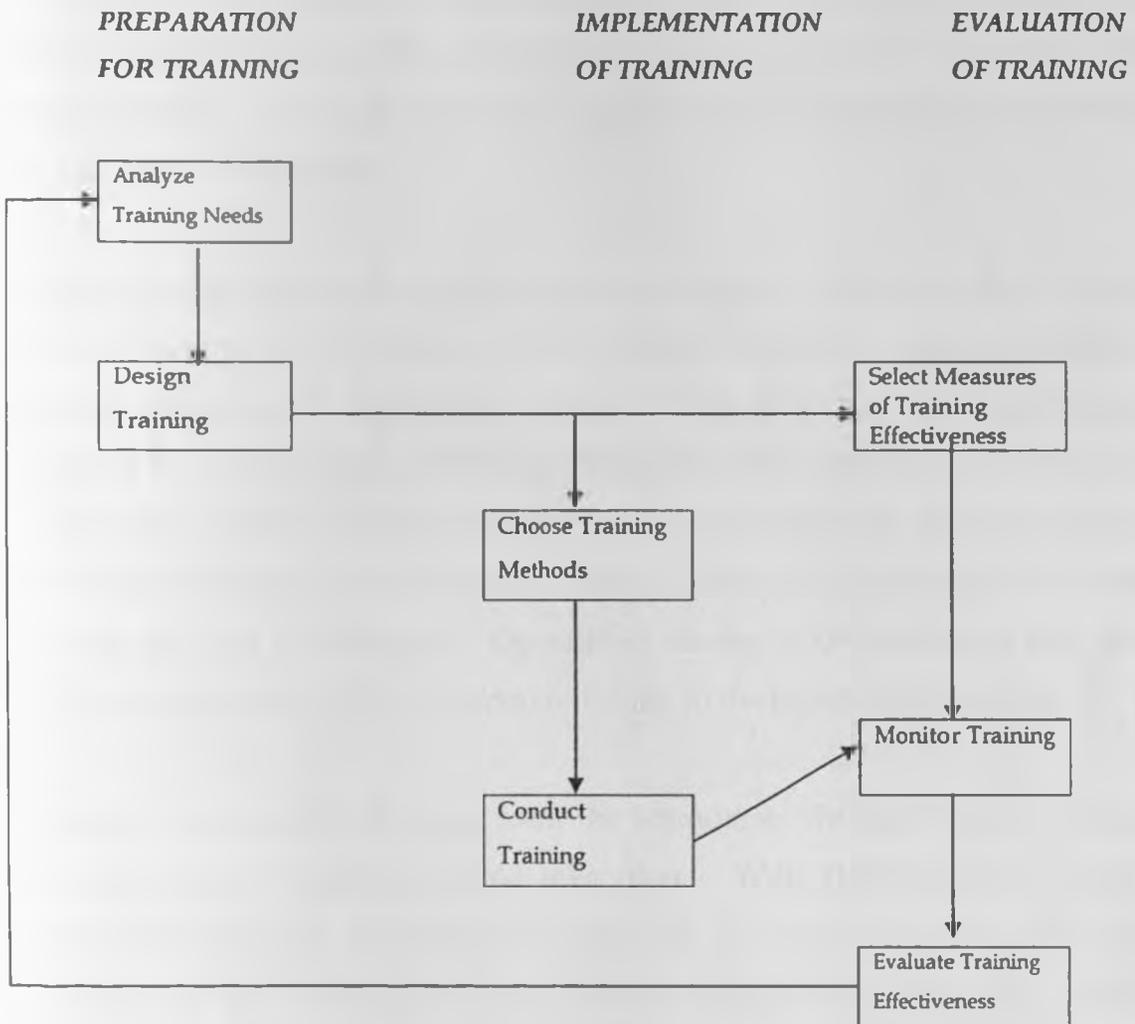 PREPARATION
FOR TRAINING
IMPLEMENTATION
OF TRAINING
EVALUATION
OF TRAINING
Analyze
Training Needs
Design
Training
Select Measures
of Training
Effectiveness
Choose Training
Methods
Monitor Training
Conduct
Training
Evaluate Training
Effectiveness